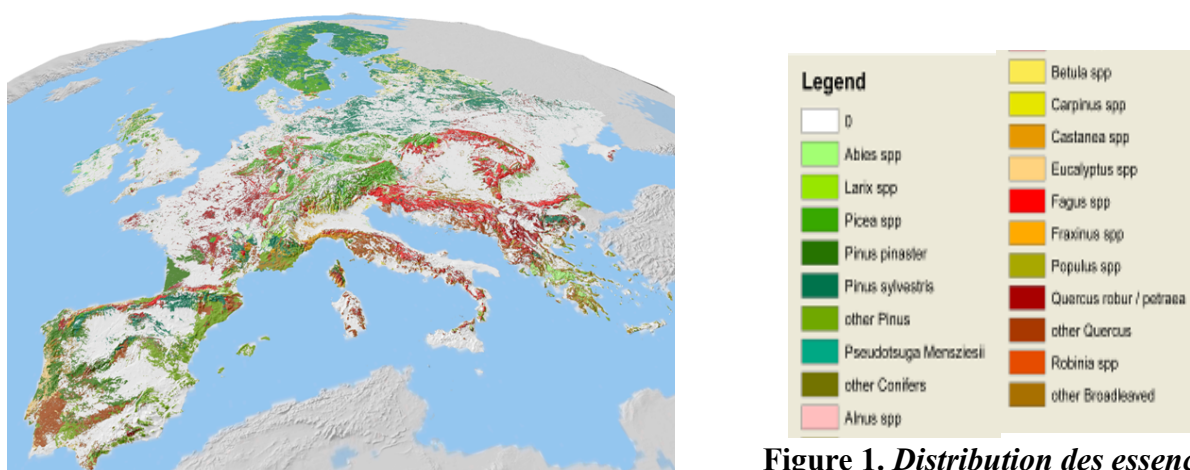 Legend
0
Abies spp
Larix spp
Picea spp
Pinus pinaster
Pinus sylvestris
other Pinus
Pseudotsuga Mensziesii
other Conifers
Alnus spp
Betula spp
Carpinus spp
Castanea spp
Eucalyptus spp
Fagus spp
Fraxinus spp
Populus spp
Quercus robur / petraea
other Quercus
Robinia spp
other Broadleaved
Figure 1. Distribution des essenc